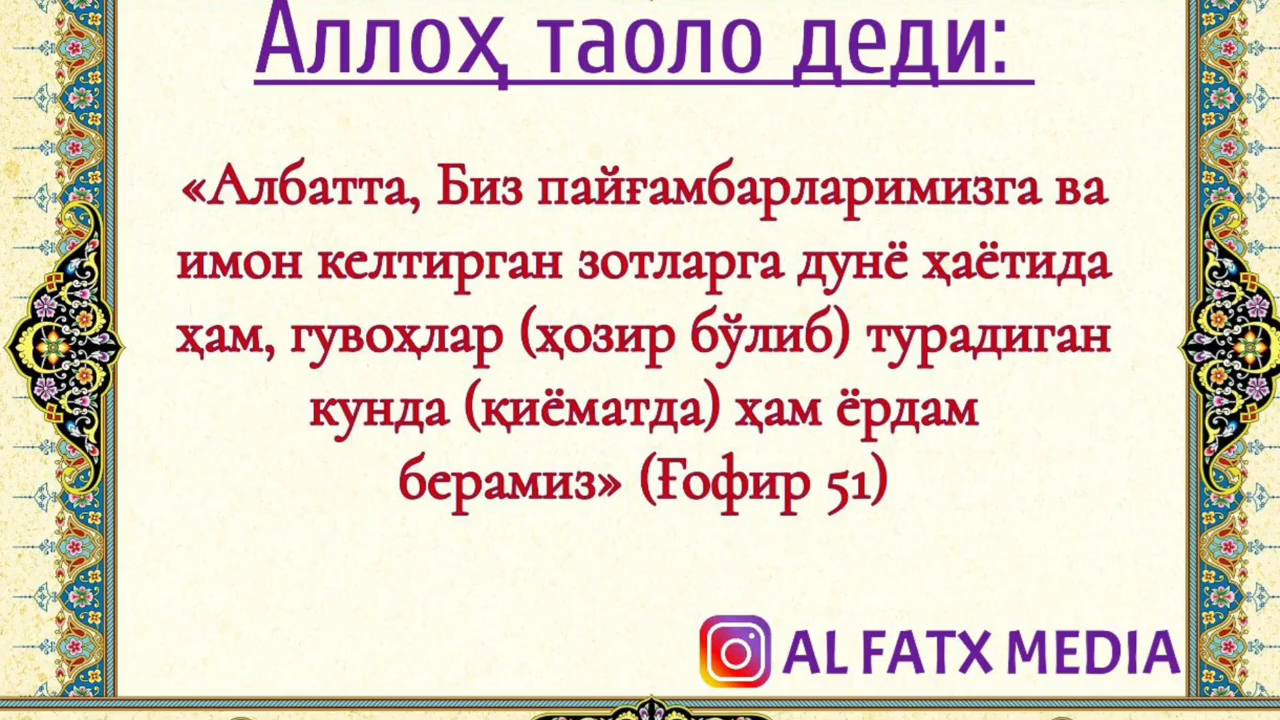 Аллоҳ таоло деди:
«Албатта, Биз пайғамбарларимизга ва
имон келтирган зотларга дунё ҳаётида
ҳам, гувоҳлар (ҳозир бўлиб) турадиган
кунда (қиёматда) ҳам ёрдам
берамиз» (Ғофир 51)
AL FATX MEDIA